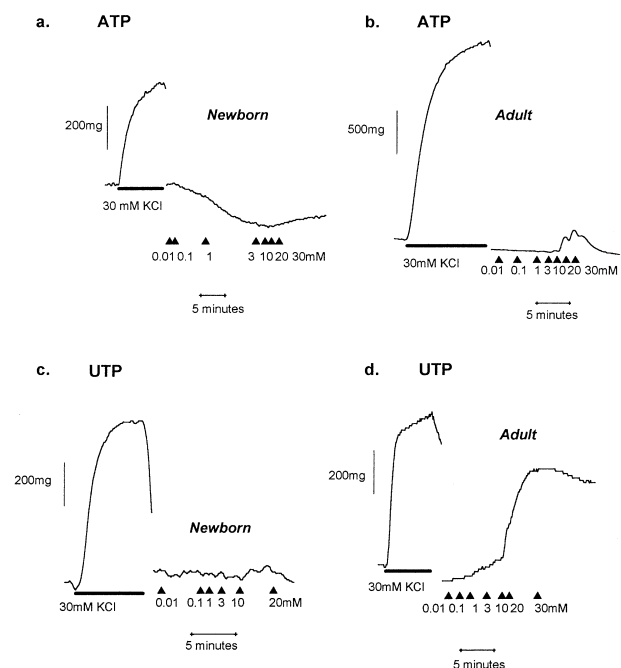 a. ATP
b. ATP
200mg
Newborn
500mg
Adult
30 mM KCl
0.01 0.1 1 3 10 20 30mM
5 minutes
30mM KCl
0.01 0.1 1 3 10 20 30mM
5 minutes
c. UTP
d. UTP
200mg
Newborn
200mg
Adult
30mM KCl
0.01 0.1 1 3 10 20mM
5 minutes
30mM KCl
0.01 0.1 1 3 10 20 30mM
5 minutes